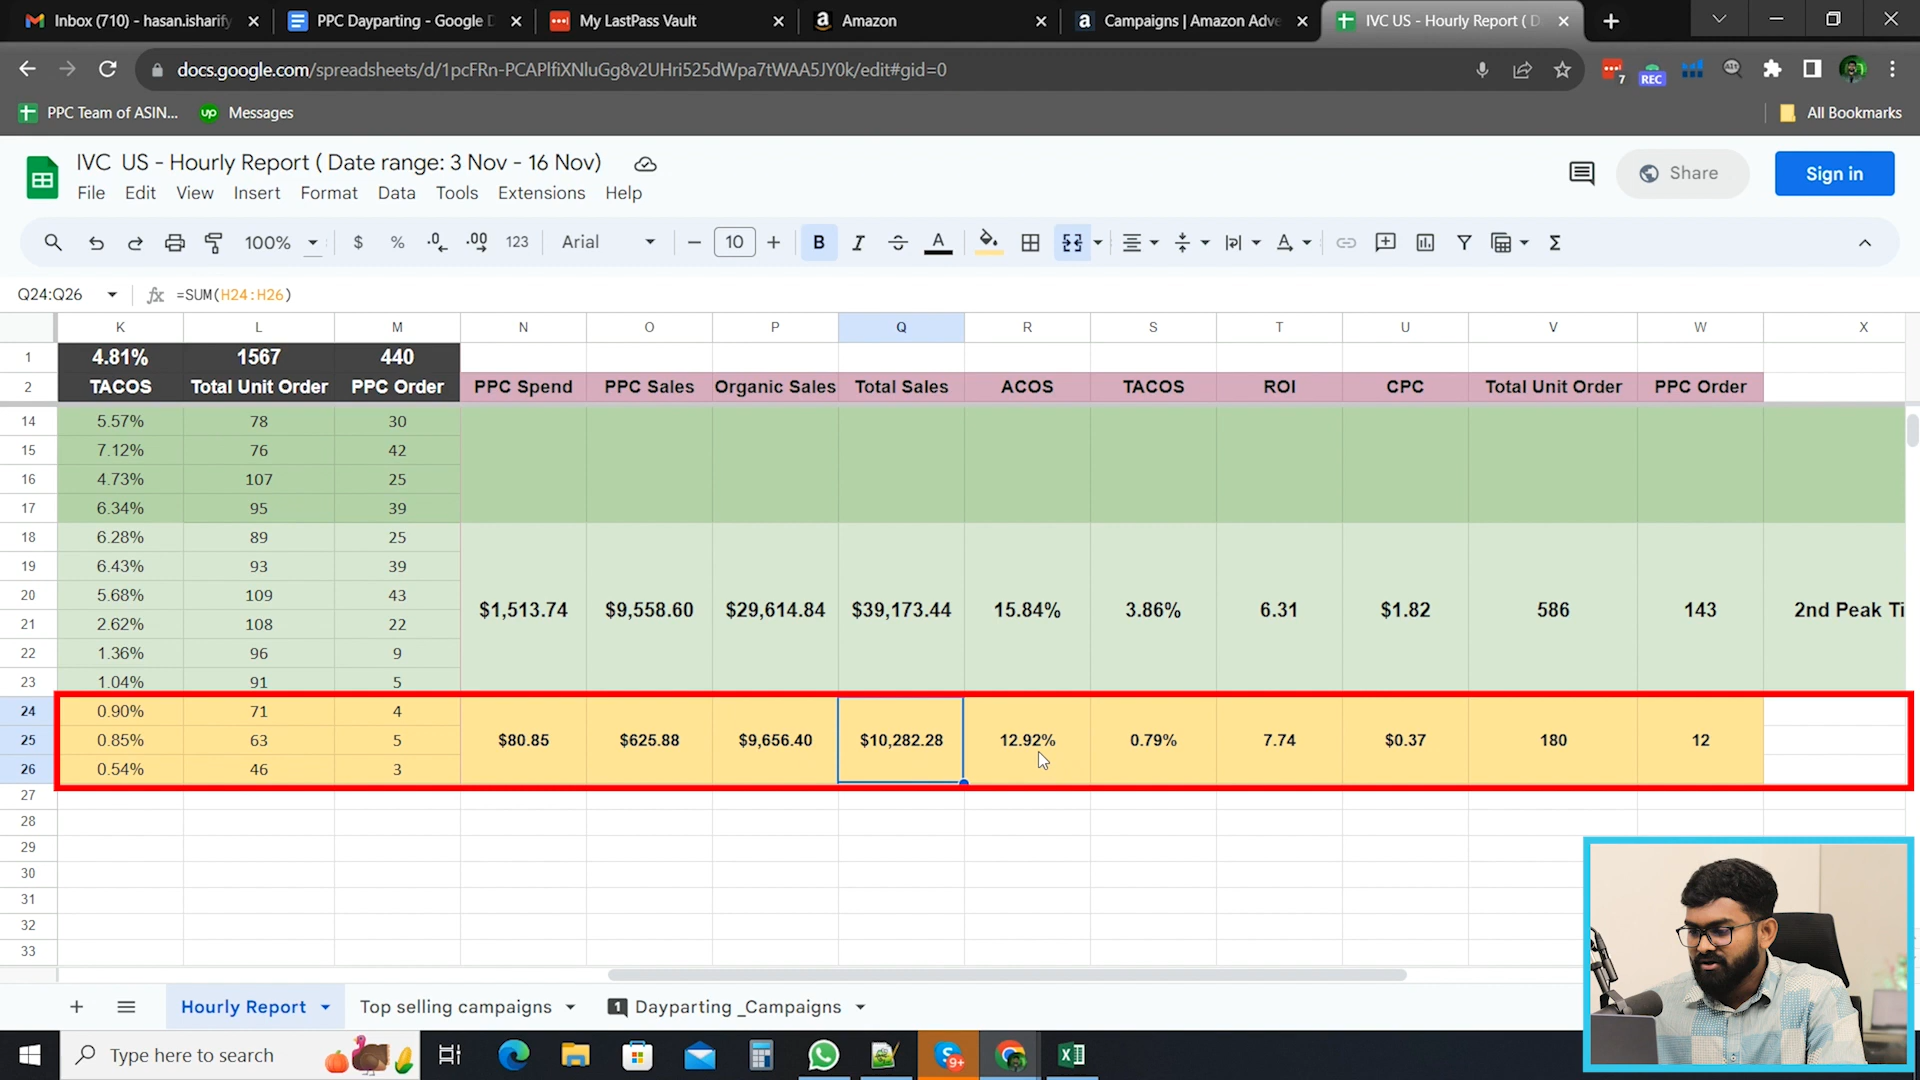 Inbox (710) - hasan.isharify
PPC Dayparting - Google D
My LastPass Vault
Amazon
Campaigns | Amazon Adve
IVC US - Hourly Report ( D
docs.google.com/spreadsheets/d/1pcFRn-PCAPlfiXNluGg8v2UHri525dWpa7tWAA5JY0k/edit#gid=0
7
REC
PPC Team of ASIN...
up Messages
All Bookmarks
IVC US - Hourly Report ( Date range: 3 Nov - 16 Nov)
Share
Sign in
File Edit View Insert Format Data Tools Extensions Help
100% $ % .0 .00 123 Arial 10 B I S A A Σ
Q24:Q26 fx =SUM(H24:H26)
K L M N O P Q R S T U V W X
1 4.81% 1567 440
2 TACOS Total Unit Order PPC Order PPC Spend PPC Sales Organic Sales Total Sales ACOS TACOS ROI CPC Total Unit Order PPC Order
14 5.57% 78 30
15 7.12% 76 42
16 4.73% 107 25
17 6.34% 95 39
18 6.28% 89 25
19 6.43% 93 39
20 5.68% 109 43
$1,513.74 $9,558.60 $29,614.84 $39,173.44 15.84% 3.86% 6.31 $1.82 586 143 2nd Peak Ti
21 2.62% 108 22
22 1.36% 96 9
23 1.04% 91 5
24 0.90% 71 4
25 0.85% 63 5 $80.85 $625.88 $9,656.40 $10,282.28 12.92% 0.79% 7.74 $0.37 180 12
26 0.54% 46 3
27
28
29
30
31
32
33
Hourly Report Top selling campaigns 1 Dayparting _Campaigns
Type here to search
9+